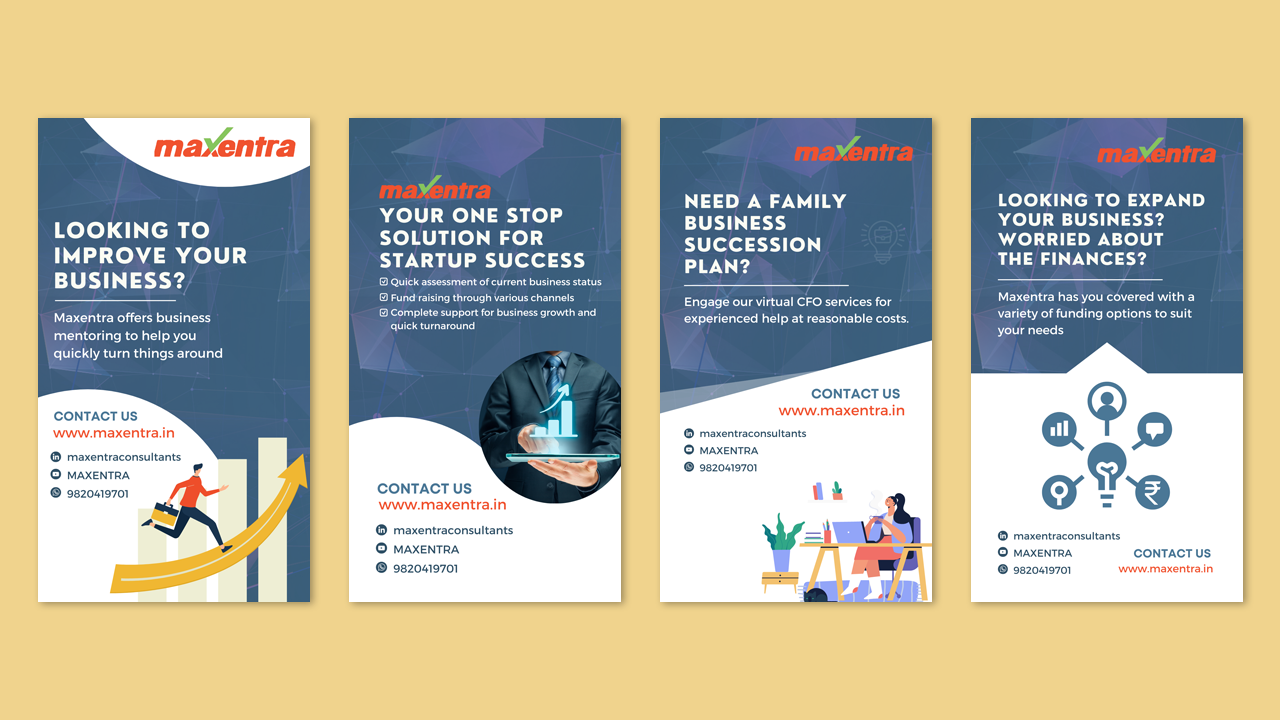 maxentra
LOOKING TO
IMPROVE YOUR
BUSINESS?
Maxentra offers business
mentoring to help you
quickly turn things around
CONTACT US
www.maxentra.in
maxentraconsultants
MAXENTRA
9820419701
maxentra
YOUR ONE STOP
SOLUTION FOR
STARTUP SUCCESS
Quick assessment of current business status
Fund raising through various channels
Complete support for business growth and
quick turnaround
CONTACT US
www.maxentra.in
maxentraconsultants
MAXENTRA
9820419701
maxentra
NEED A FAMILY
BUSINESS
SUCCESSION
PLAN?
Engage our virtual CFO services for
experienced help at reasonable costs.
CONTACT US
www.maxentra.in
maxentraconsultants
MAXENTRA
9820419701
maxentra
LOOKING TO EXPAND
YOUR BUSINESS?
WORRIED ABOUT
THE FINANCES?
Maxentra has you covered with a
variety of funding options to suit
your needs
₹
maxentraconsultants
MAXENTRA
9820419701
CONTACT US
www.maxentra.in